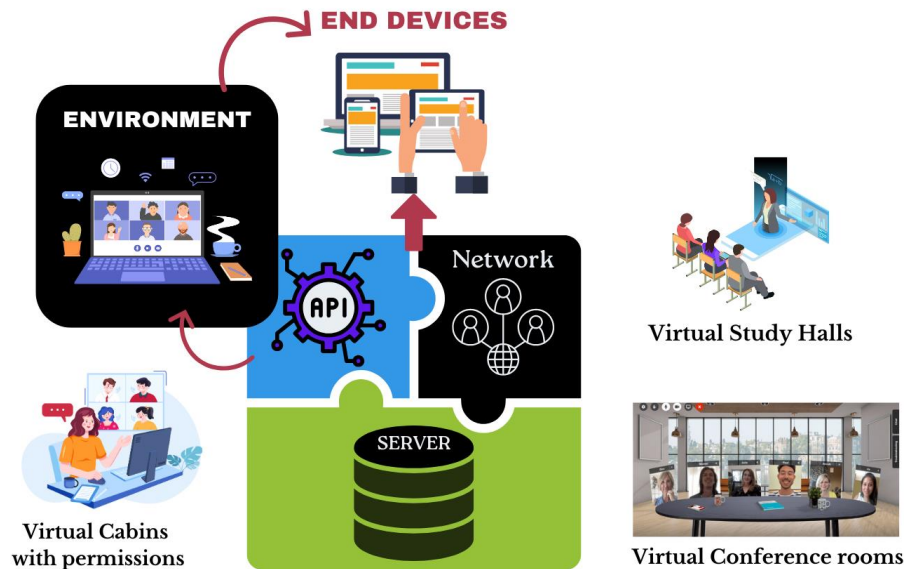 END DEVICES
ENVIRONMENT
API
Network
Virtual Study Halls
SERVER
Virtual Cabins
with permissions
Virtual Conference rooms